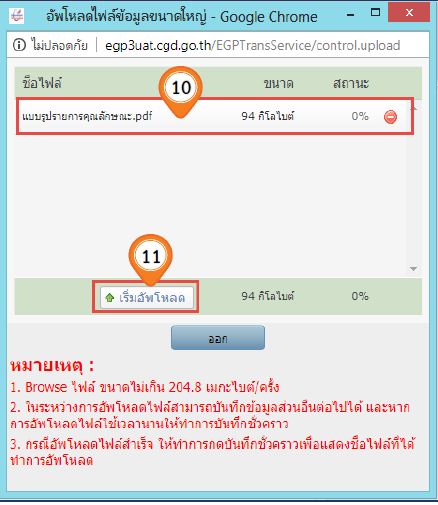 อัพโหลดไฟล์ข้อมูลขนาดใหญ่ - Google Chrome
ไม่ปลอดภัย | egp3uat.cgd.go.th/EGPTransService/control.upload
ชื่อไฟล์ ขนาด สถานะ
10
แบบรูปรายการคุณลักษณะ.pdf 94 กิโลไบต์ 0%
11
เริ่มอัพโหลด 94 กิโลไบต์ 0%
ออก
หมายเหตุ :
1. Browse ไฟล์ ขนาดไม่เกิน 204.8 เมกะไบต์/ครั้ง
2. ในระหว่างการอัพโหลดไฟล์สามารถบันทึกข้อมูลส่วนอื่นต่อไปได้ และหาก
การอัพโหลดไฟล์ใช้เวลานานให้ทำการบันทึกชั่วคราว
3. กรณีอัพโหลดไฟล์สำเร็จ ให้ทำการกดบันทึกชั่วคราวเพื่อแสดงชื่อไฟล์ที่ได้
ทำการอัพโหลด